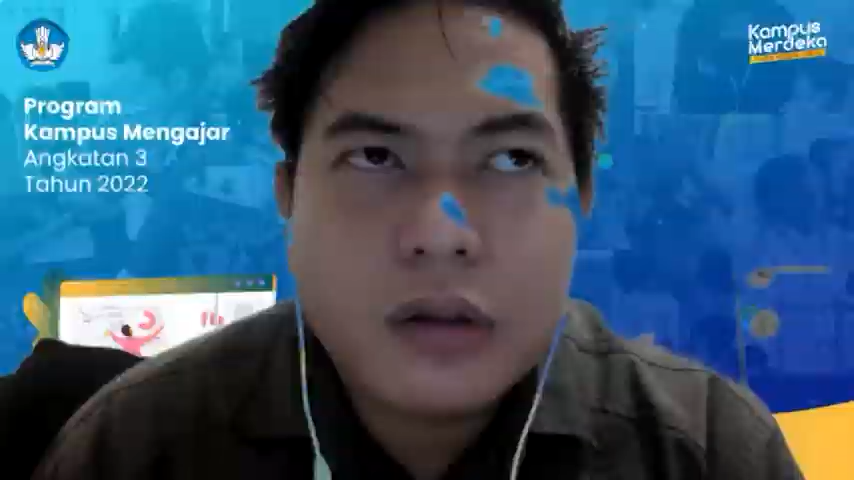 Program
Kampus Mengajar
Angkatan 3
Tahun 2022
Kampus
Merdeka